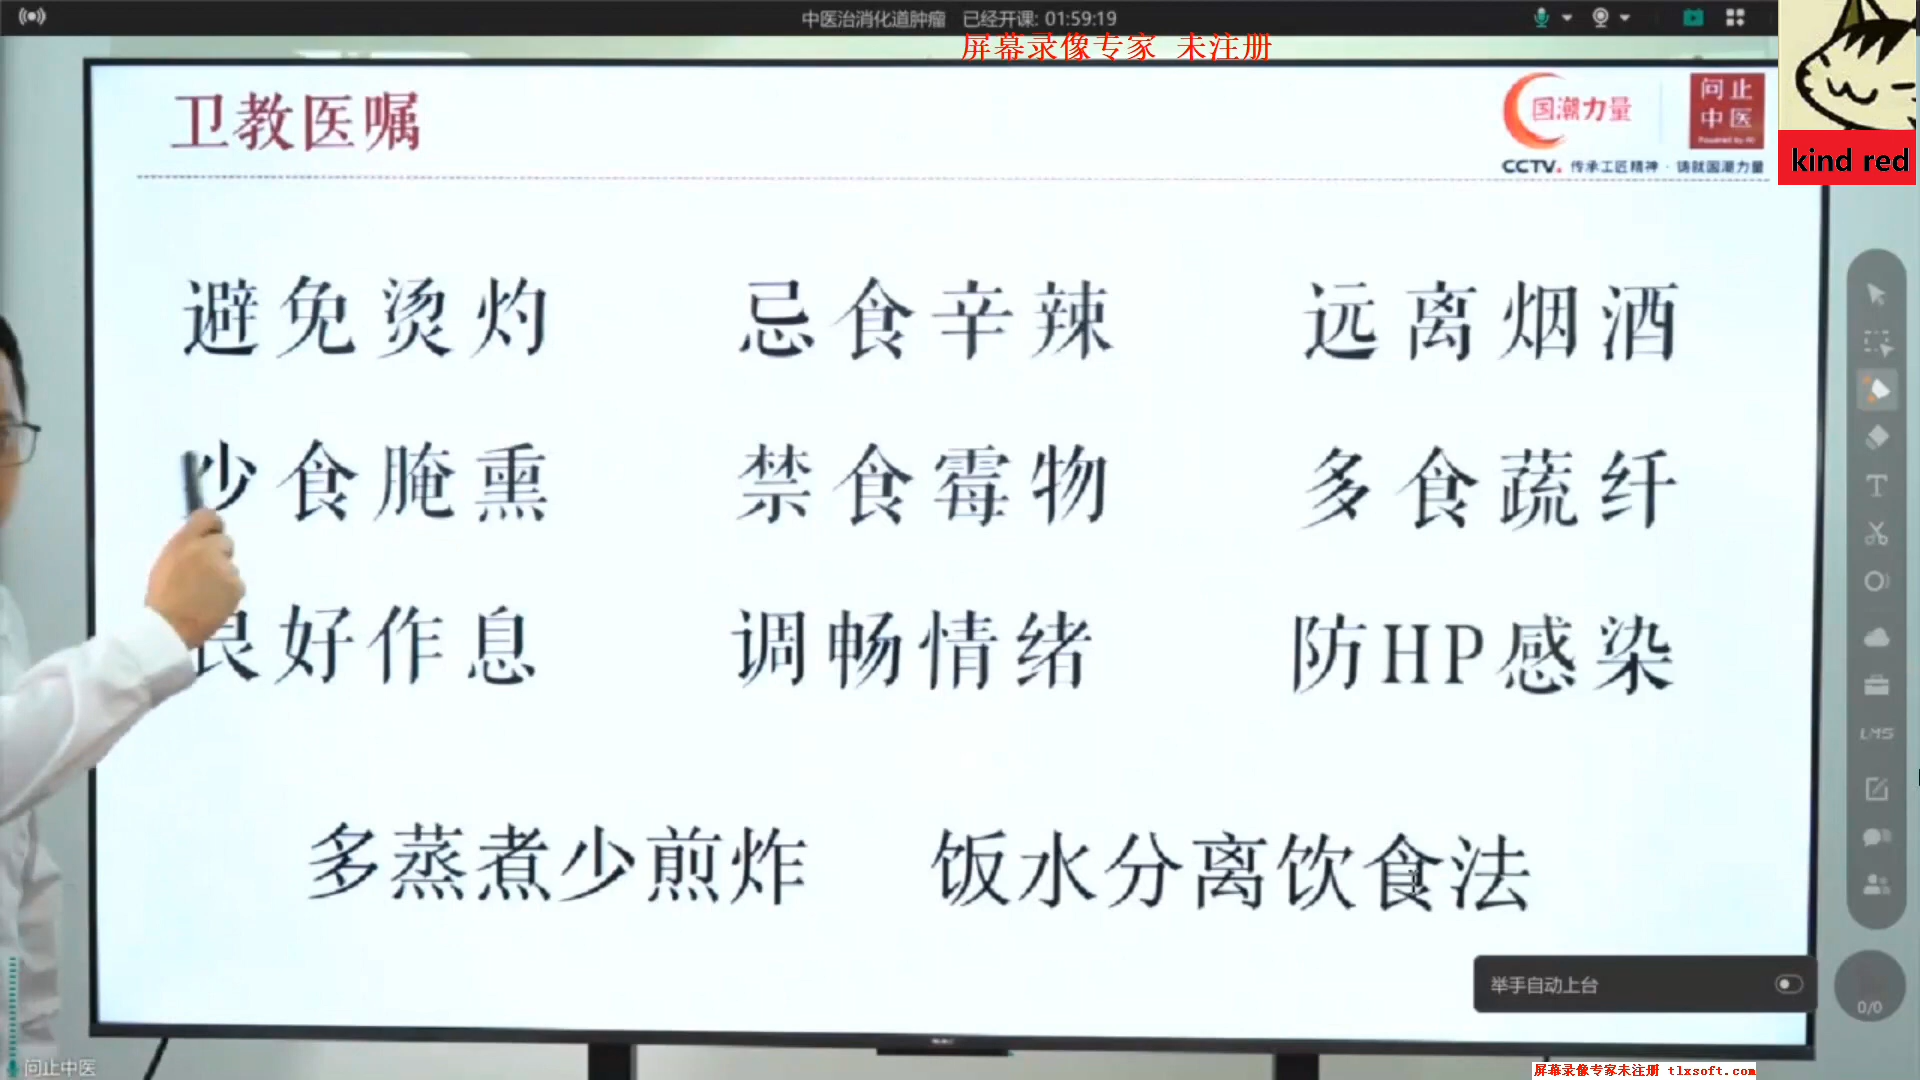 中医治消化道肿瘤 已经开课: 01:59:19
屏幕录像专家 未注册
卫教医嘱
国潮力量
问止
中医
Powered by AI
CCTV. 传承工匠精神·铸就国潮力量
kind red
避免烫灼 忌食辛辣 远离烟酒
少食腌熏 禁食霉物 多食蔬纤
良好作息 调畅情绪 防HP感染
多蒸煮少煎炸 饭水分离饮食法
LMS
举手自动上台
0/0
问止中医
屏幕录像专家未注册 tlxsoft.com